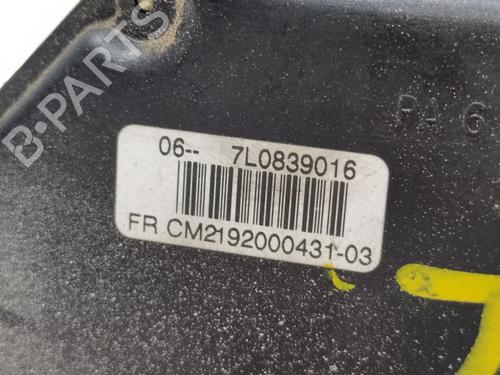 B-PARTS
PA 6
06-- 7L0839016
FR CM2192000431-03